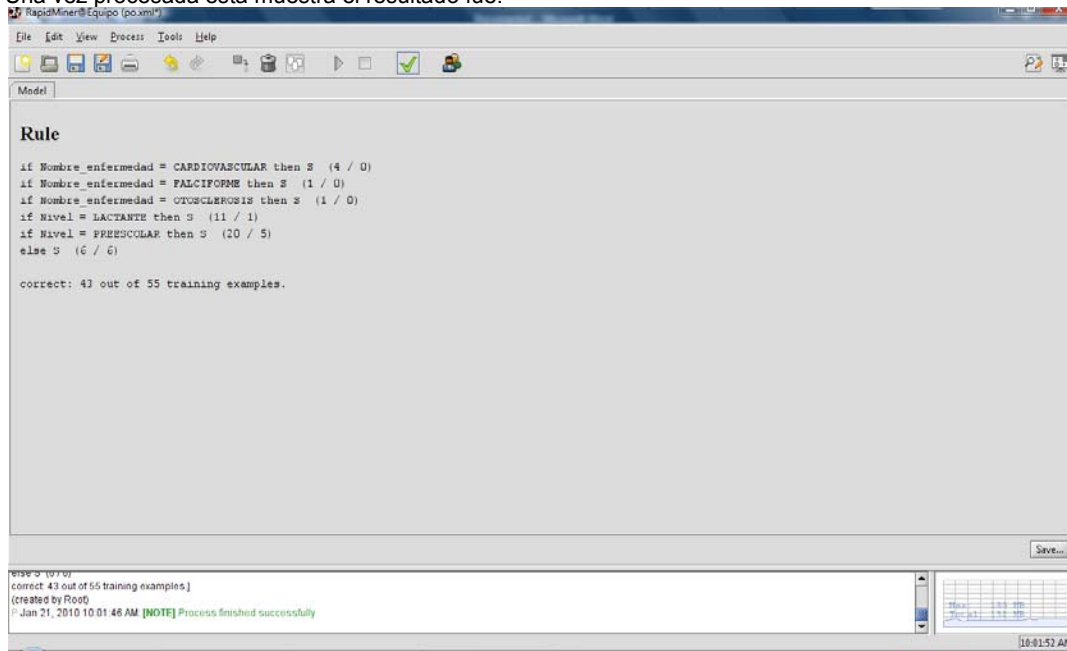 Una vez procesada esta muestra el resultado fue:
RapidMiner@Equipo (po.xml*)
File Edit View Process Tools Help
Model
Rule
if Nombre_enfermedad = CARDIOVASCULAR then S (4 / 0)
if Nombre_enfermedad = FALCIFORME then S (1 / 0)
if Nombre_enfermedad = OTOSCLEROSIS then S (1 / 0)
if Nivel = LACTANTE then S (11 / 1)
if Nivel = PREESCOLAR then S (20 / 5)
else S (6 / 6)
correct: 43 out of 55 training examples.
Save...
correct: 43 out of 55 training examples.]
(created by Root)
Jan 21, 2010 10:01:46 AM: [NOTE] Process finished successfully
10:01:52 AM